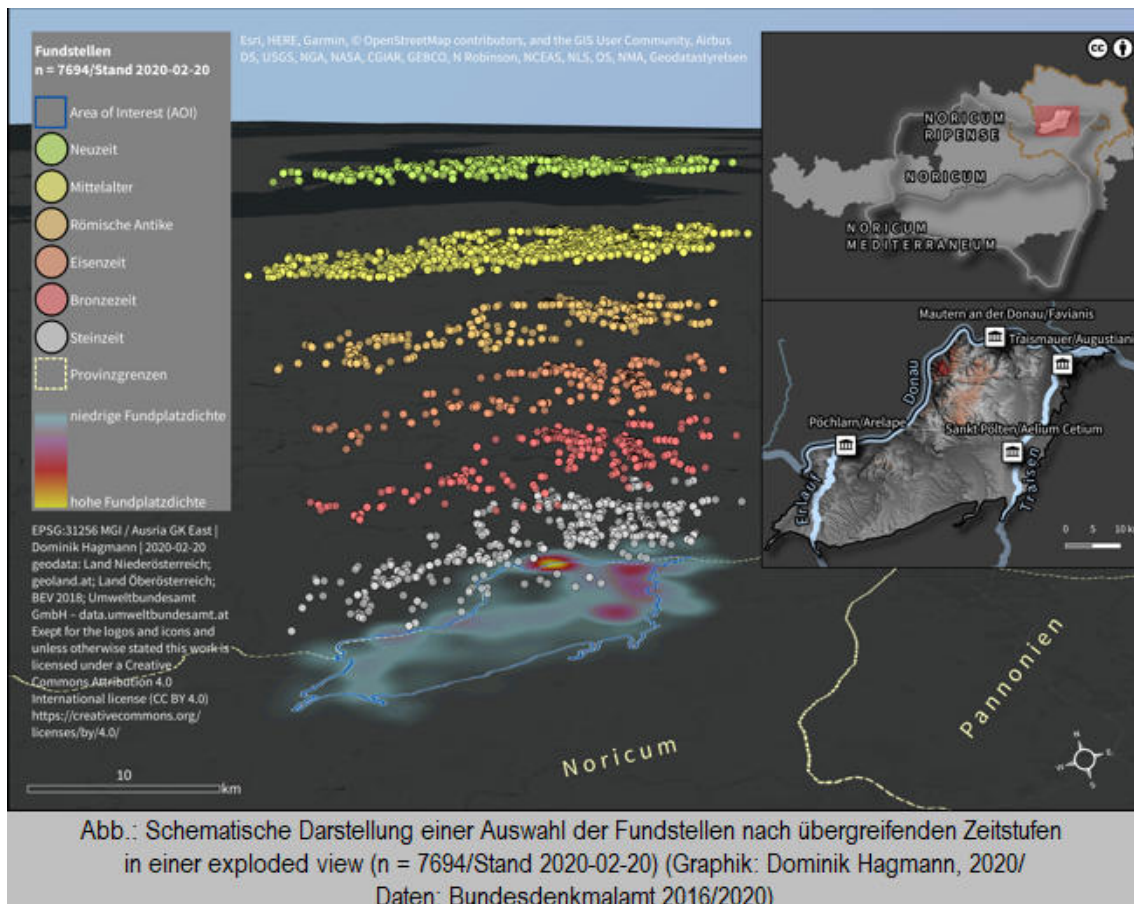 Fundstellen
n = 7694/Stand 2020-02-20
Area of Interest (AOI)
Neuzeit
Mittelalter
Römische Antike
Eisenzeit
Bronzezeit
Steinzeit
Provinzgrenzen
niedrige Fundplatzdichte
hohe Fundplatzdichte
EPSG:31256 MGI / Ausria GK East |
Dominik Hagmann | 2020-02-20
geodata: Land Niederösterreich;
geoland.at; Land Öberösterreich;
BEV 2018; Umweltbundesamt
GmbH – data.umweltbundesamt.at
Exept for the logos and icons and
unless otherwise stated this work is
licensed under a Creative
Commons Attribution 4.0
International license (CC BY 4.0)
https://creativecommons.org/
licenses/by/4.0/
10
km
Esri, HERE, Garmin, © OpenStreetMap contributors, and the GIS User Community, Airbus
DS, USGS, NGA, NASA, CGIAR, GEBCO, N Robinson, NCEAS, NLS, OS, NMA, Geodatastyrelsen
cc
NORICUM
RIPENSE
NORICUM
NORICUM
MEDITERRANEUM
Mautern an der Donau/Favianis
Traismauer/Augustiani
Donau
Pöchlarn/Arelape
Sankt Pölten/Aelium Cetium
Erlauf
Traisen
0 5 10 k
Noricum
Pannonien
N
W E
S
Abb.: Schematische Darstellung einer Auswahl der Fundstellen nach übergreifenden Zeitstufen
in einer exploded view (n = 7694/Stand 2020-02-20) (Graphik: Dominik Hagmann, 2020/
Daten: Bundesdenkmalamt 2016/2020)